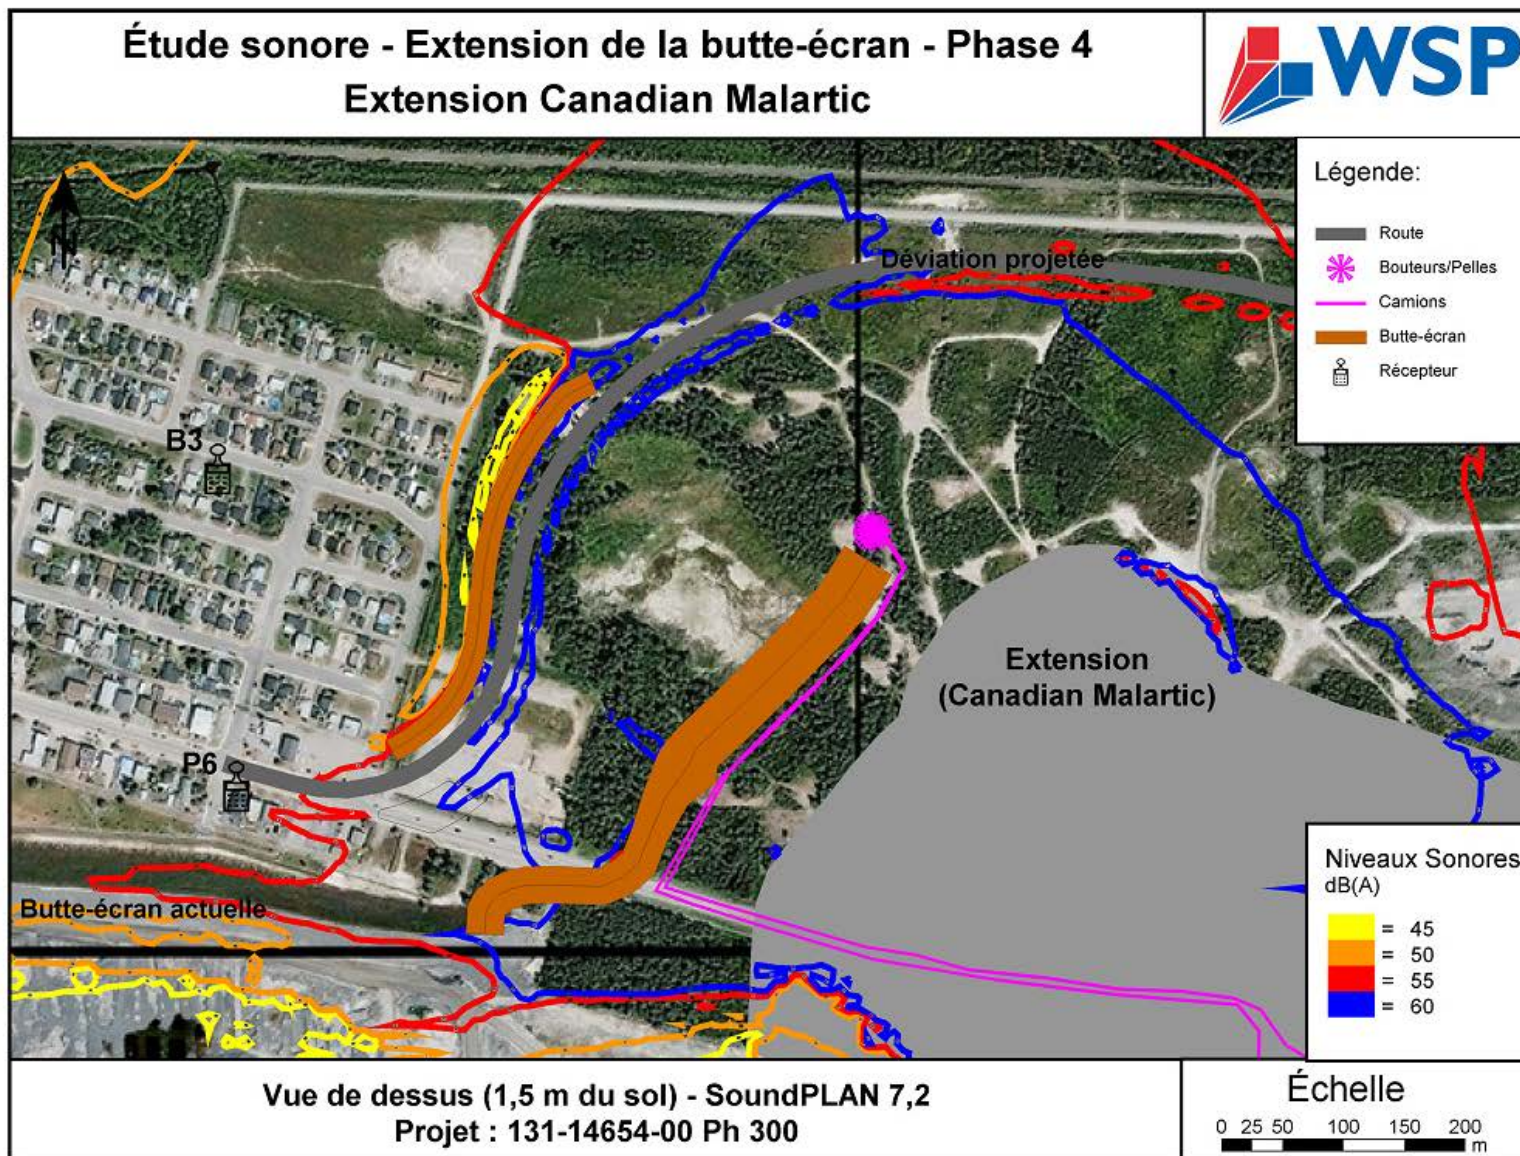 Étude sonore - Extension de la butte-écran - Phase 4
Extension Canadian Malartic
WSP
Légende:
Route
Bouteurs/Pelles
Camions
Butte-écran
Récepteur
N
Déviation projetée
B3
Extension
(Canadian Malartic)
P6
Butte-écran actuelle
Niveaux Sonores
dB(A)
= 45
= 50
= 55
= 60
Vue de dessus (1,5 m du sol) - SoundPLAN 7,2
Projet : 131-14654-00 Ph 300
Échelle
0 25 50 100 150 200
m